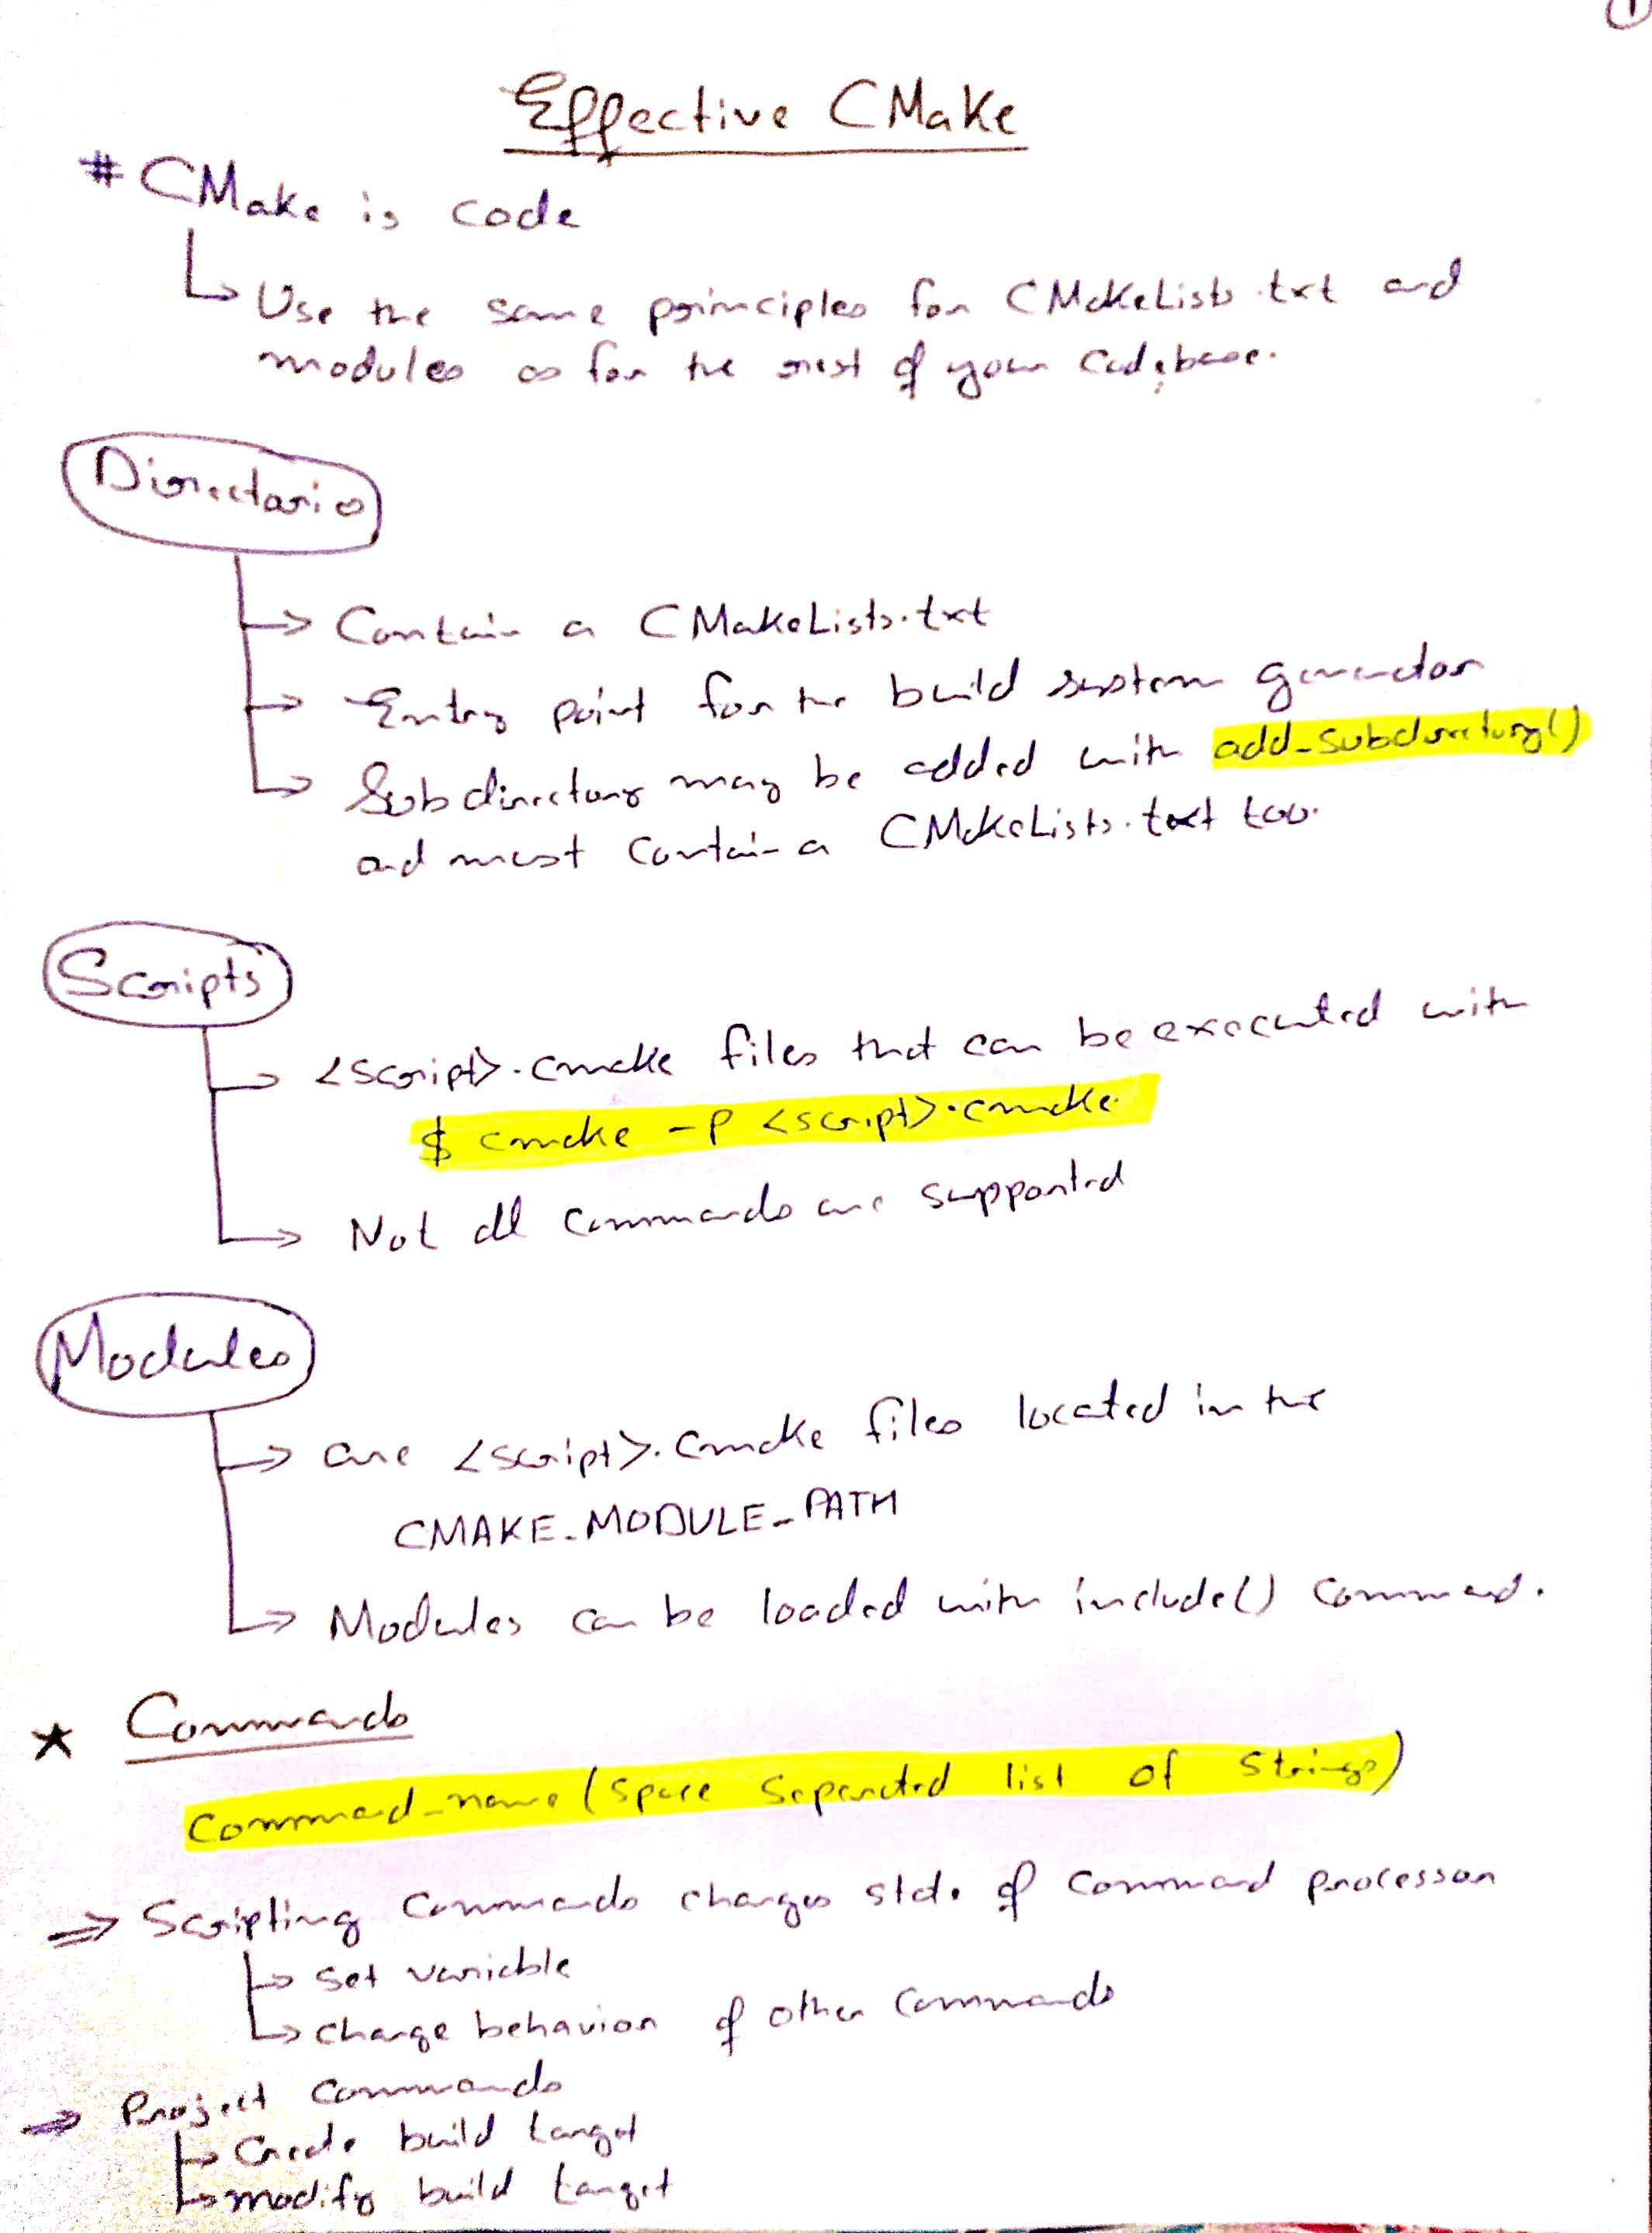 1
Effective CMake
# CMake is code
Use the same principles for CMakeLists.txt and
modules as for the rest of your codebase.
Directories
Contain a CMakeLists.txt
Entry point for the build system generator
Subdirectory may be added with add_subdirectory()
and must contain a CMakeLists.txt too.
Scripts
<script>.cmake files that can be executed with
$ cmake -P <script>.cmake
Not all commands are supported
Modules
are <script>.cmake files located in the
CMAKE_MODULE_PATH
Modules can be loaded with include() command.
★ Commands
command_name (space separated list of strings)
⇒ Scripting Commands changes state of command processor
set variable
change behavior of other commands
⇒ Project Commands
Create build target
modify build target